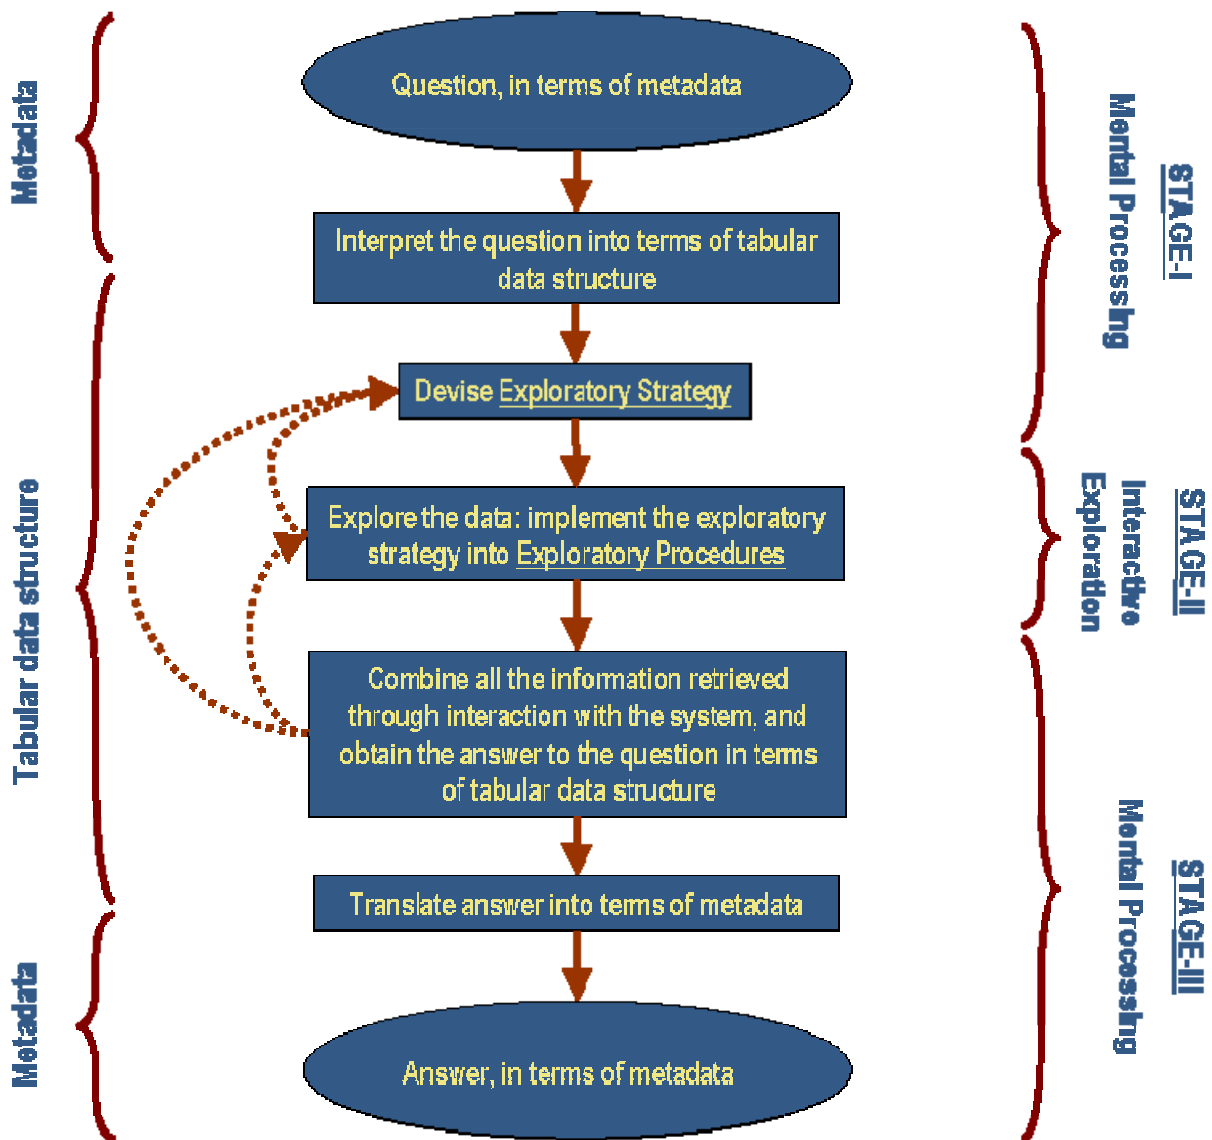 Question, in terms of metadata
Interpret the question into terms of tabular
data structure
Devise Exploratory Strategy
Explore the data: implement the exploratory
strategy into Exploratory Procedures
Combine all the information retrieved
through interaction with the system, and
obtain the answer to the question in terms
of tabular data structure
Translate answer into terms of metadata
Answer, in terms of metadata
Metadata
Tabular data structure
Metadata
STAGE-I
Mental Processing
STAGE-II
Interactive
Exploration
STAGE-III
Mental Processing